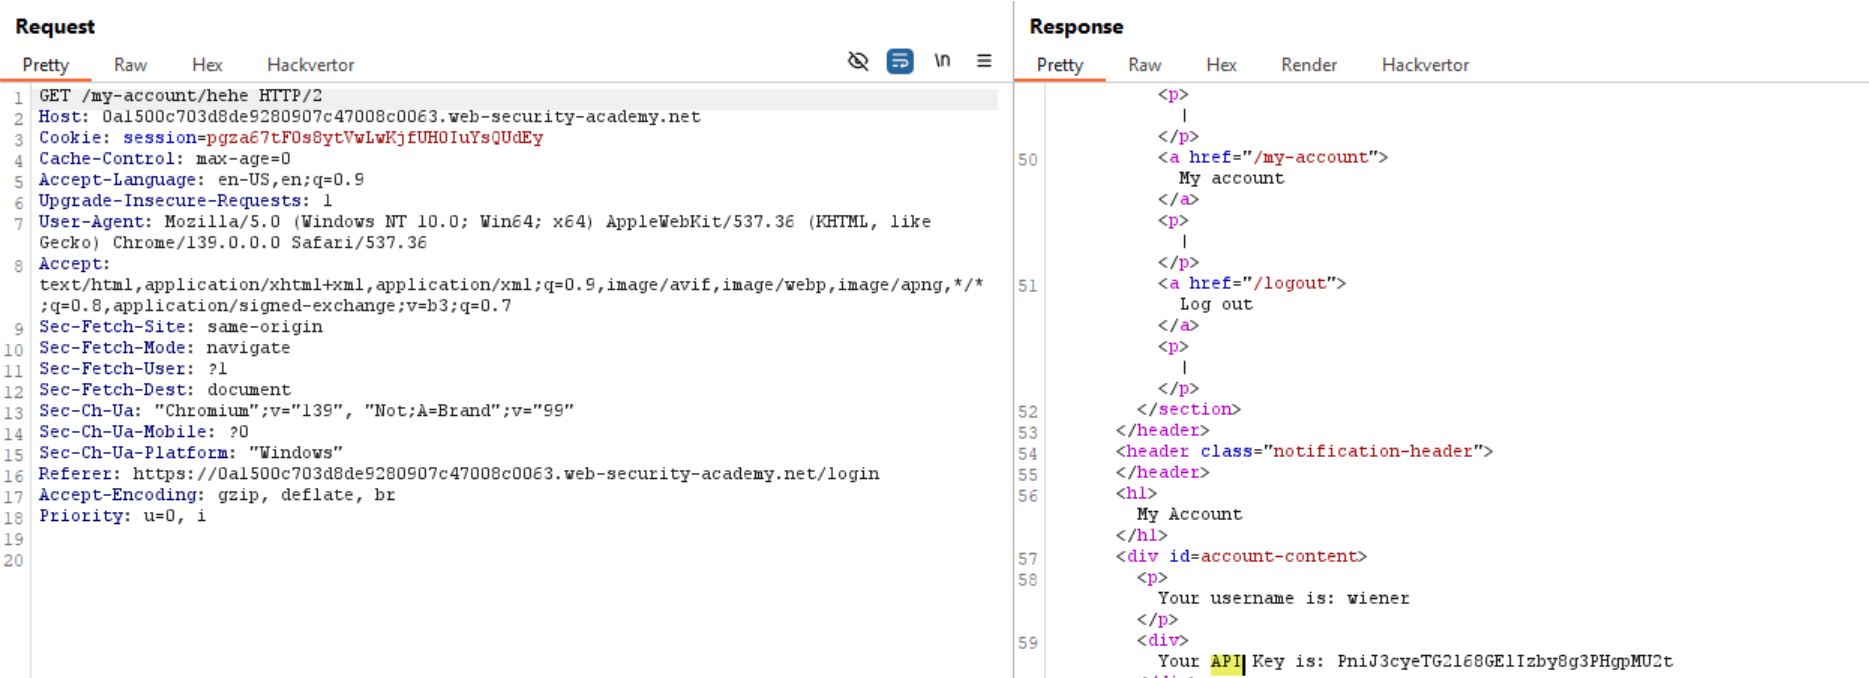 Request
Pretty Raw Hex Hackvertor \n
1 GET /my-account/hehe HTTP/2
2 Host: 0a1500c703d8de9280907c47008c0063.web-security-academy.net
3 Cookie: session=pgza67tF0s8ytVwLwKjfUH0IuYsQUdEy
4 Cache-Control: max-age=0
5 Accept-Language: en-US,en;q=0.9
6 Upgrade-Insecure-Requests: 1
7 User-Agent: Mozilla/5.0 (Windows NT 10.0; Win64; x64) AppleWebKit/537.36 (KHTML, like
Gecko) Chrome/139.0.0.0 Safari/537.36
8 Accept:
text/html,application/xhtml+xml,application/xml;q=0.9,image/avif,image/webp,image/apng,*/*
;q=0.8,application/signed-exchange;v=b3;q=0.7
9 Sec-Fetch-Site: same-origin
10 Sec-Fetch-Mode: navigate
11 Sec-Fetch-User: ?1
12 Sec-Fetch-Dest: document
13 Sec-Ch-Ua: "Chromium";v="139", "Not;A=Brand";v="99"
14 Sec-Ch-Ua-Mobile: ?0
15 Sec-Ch-Ua-Platform: "Windows"
16 Referer: https://0a1500c703d8de9280907c47008c0063.web-security-academy.net/login
17 Accept-Encoding: gzip, deflate, br
18 Priority: u=0, i
19
20
Response
Pretty Raw Hex Render Hackvertor
<p>
|
</p>
50 <a href="/my-account">
My account
</a>
<p>
|
</p>
51 <a href="/logout">
Log out
</a>
<p>
|
</p>
52 </section>
53 </header>
54 <header class="notification-header">
55 </header>
56 <h1>
My Account
</h1>
57 <div id=account-content>
58 <p>
Your username is: wiener
</p>
59 <div>
Your API Key is: PniJ3cyeTG2l68GElIzby8g3PHgpMU2t